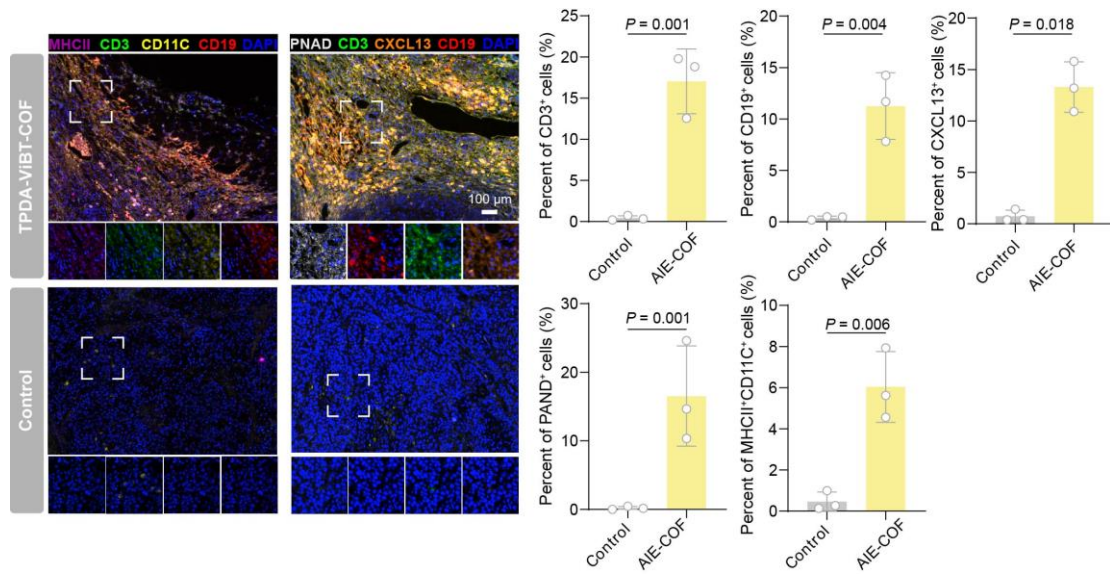 MHCII CD3 CD11C CD19 DAPI
PNAD CD3 CXCL13 CD19 DAPI
TPDA-ViBT-COF
100 μm
Control
P = 0.001
Percent of CD3⁺ cells (%)
25
20
15
10
5
0
Control
AIE-COF
P = 0.004
Percent of CD19⁺ cells (%)
20
15
10
5
0
Control
AIE-COF
P = 0.018
Percent of CXCL13⁺ cells (%)
20
15
10
5
0
Control
AIE-COF
P = 0.001
Percent of PAND⁺ cells (%)
30
20
10
0
Control
AIE-COF
P = 0.006
Percent of MHCII⁺CD11C⁺ cells (%)
10
8
6
4
2
0
Control
AIE-COF